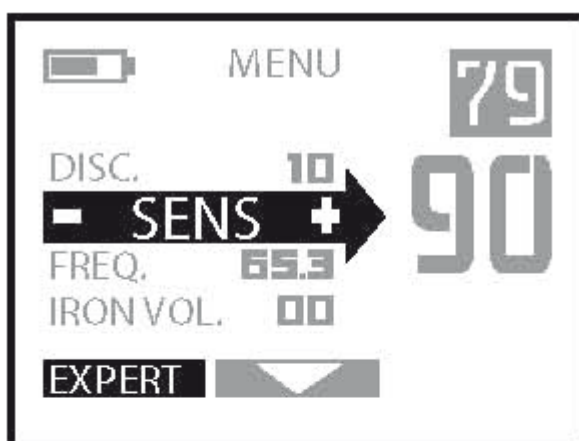 MENU
79
DISC. 10
- SENS +
90
FREQ. 65.3
IRON VOL. 00
EXPERT